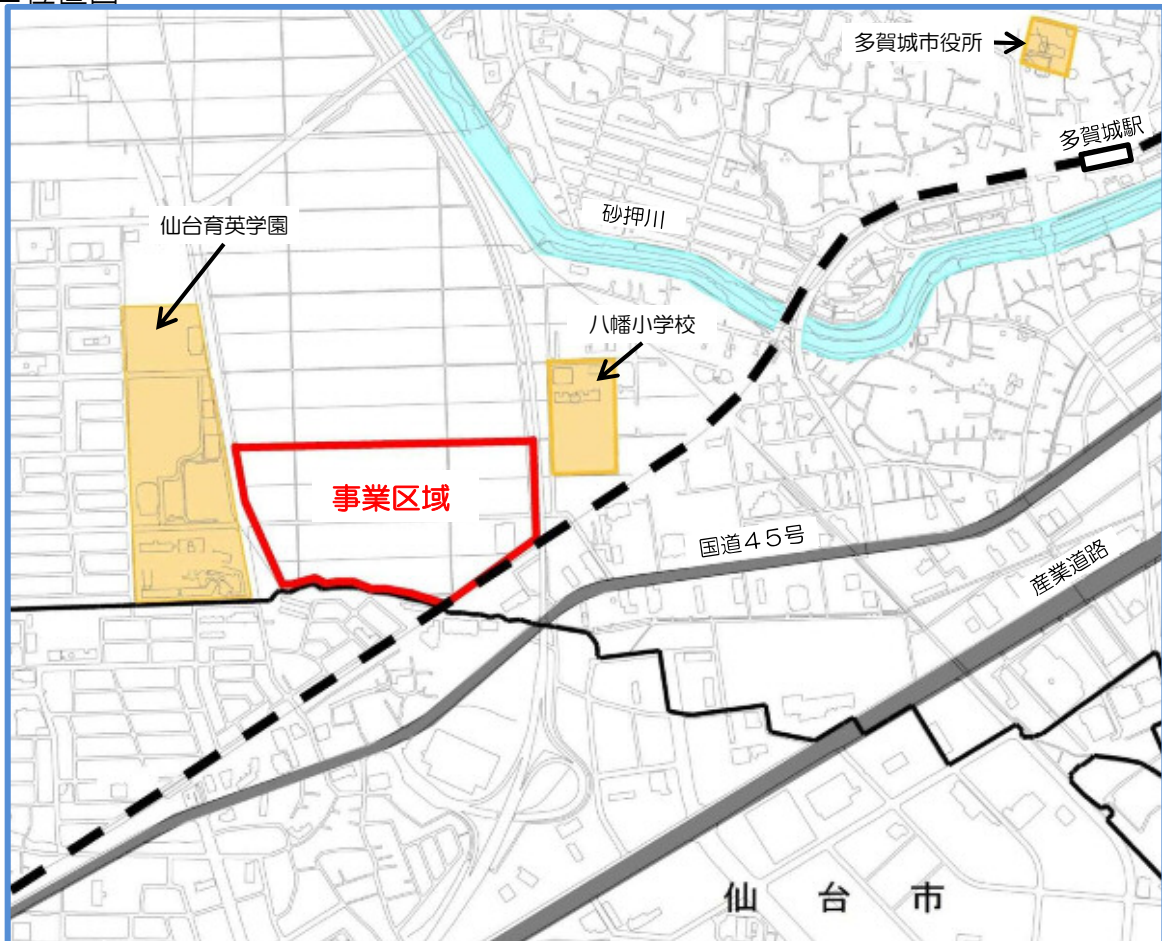 多賀城市役所
多賀城駅
仙台育英学園
砂押川
八幡小学校
事業区域
国道45号
産業道路
仙台市